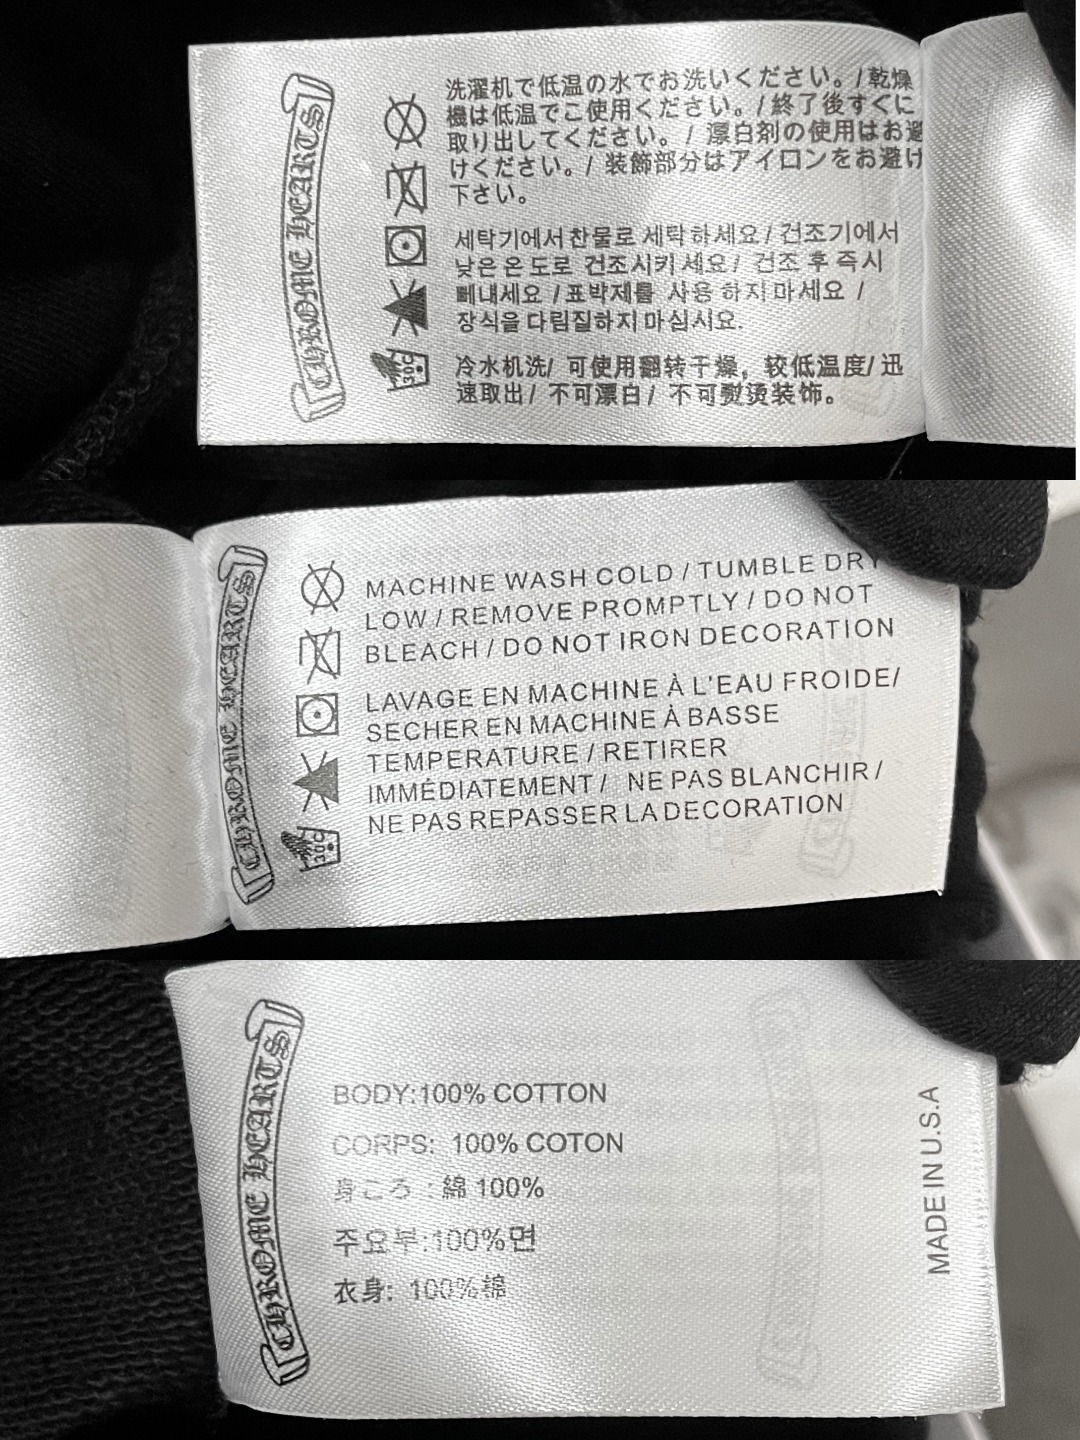 CHROME HEARTS
洗濯机で低温の水でお洗いください。/乾燥
機は低温でご使用ください。/終了後すぐに
取り出してください。/ 漂白剤の使用はお避
けください。/ 装飾部分はアイロンをお避け
下さい。
세탁기에서 찬물로 세탁하세요/ 건조기에서
낮은 온도로 건조시키세요/ 건조 후 즉시
빼내세요 /표박제를 사용 하지 마세요 /
장식을 다림질하지 마십시요.
30C
冷水机洗/ 可使用翻转干燥，较低温度/ 迅
速取出/ 不可漂白/ 不可熨烫装饰。
CHROME HEARTS
MACHINE WASH COLD / TUMBLE DRY
LOW / REMOVE PROMPTLY / DO NOT
BLEACH / DO NOT IRON DECORATION
LAVAGE EN MACHINE À L'EAU FROIDE/
SECHER EN MACHINE À BASSE
TEMPERATURE / RETIRER
IMMÉDIATEMENT / NE PAS BLANCHIR /
NE PAS REPASSER LA DECORATION
30C
CHROME HEARTS
BODY:100% COTTON
CORPS: 100% COTON
身ころ : 綿 100%
주요부:100%면
衣身: 100%棉
MADE IN U.S.A